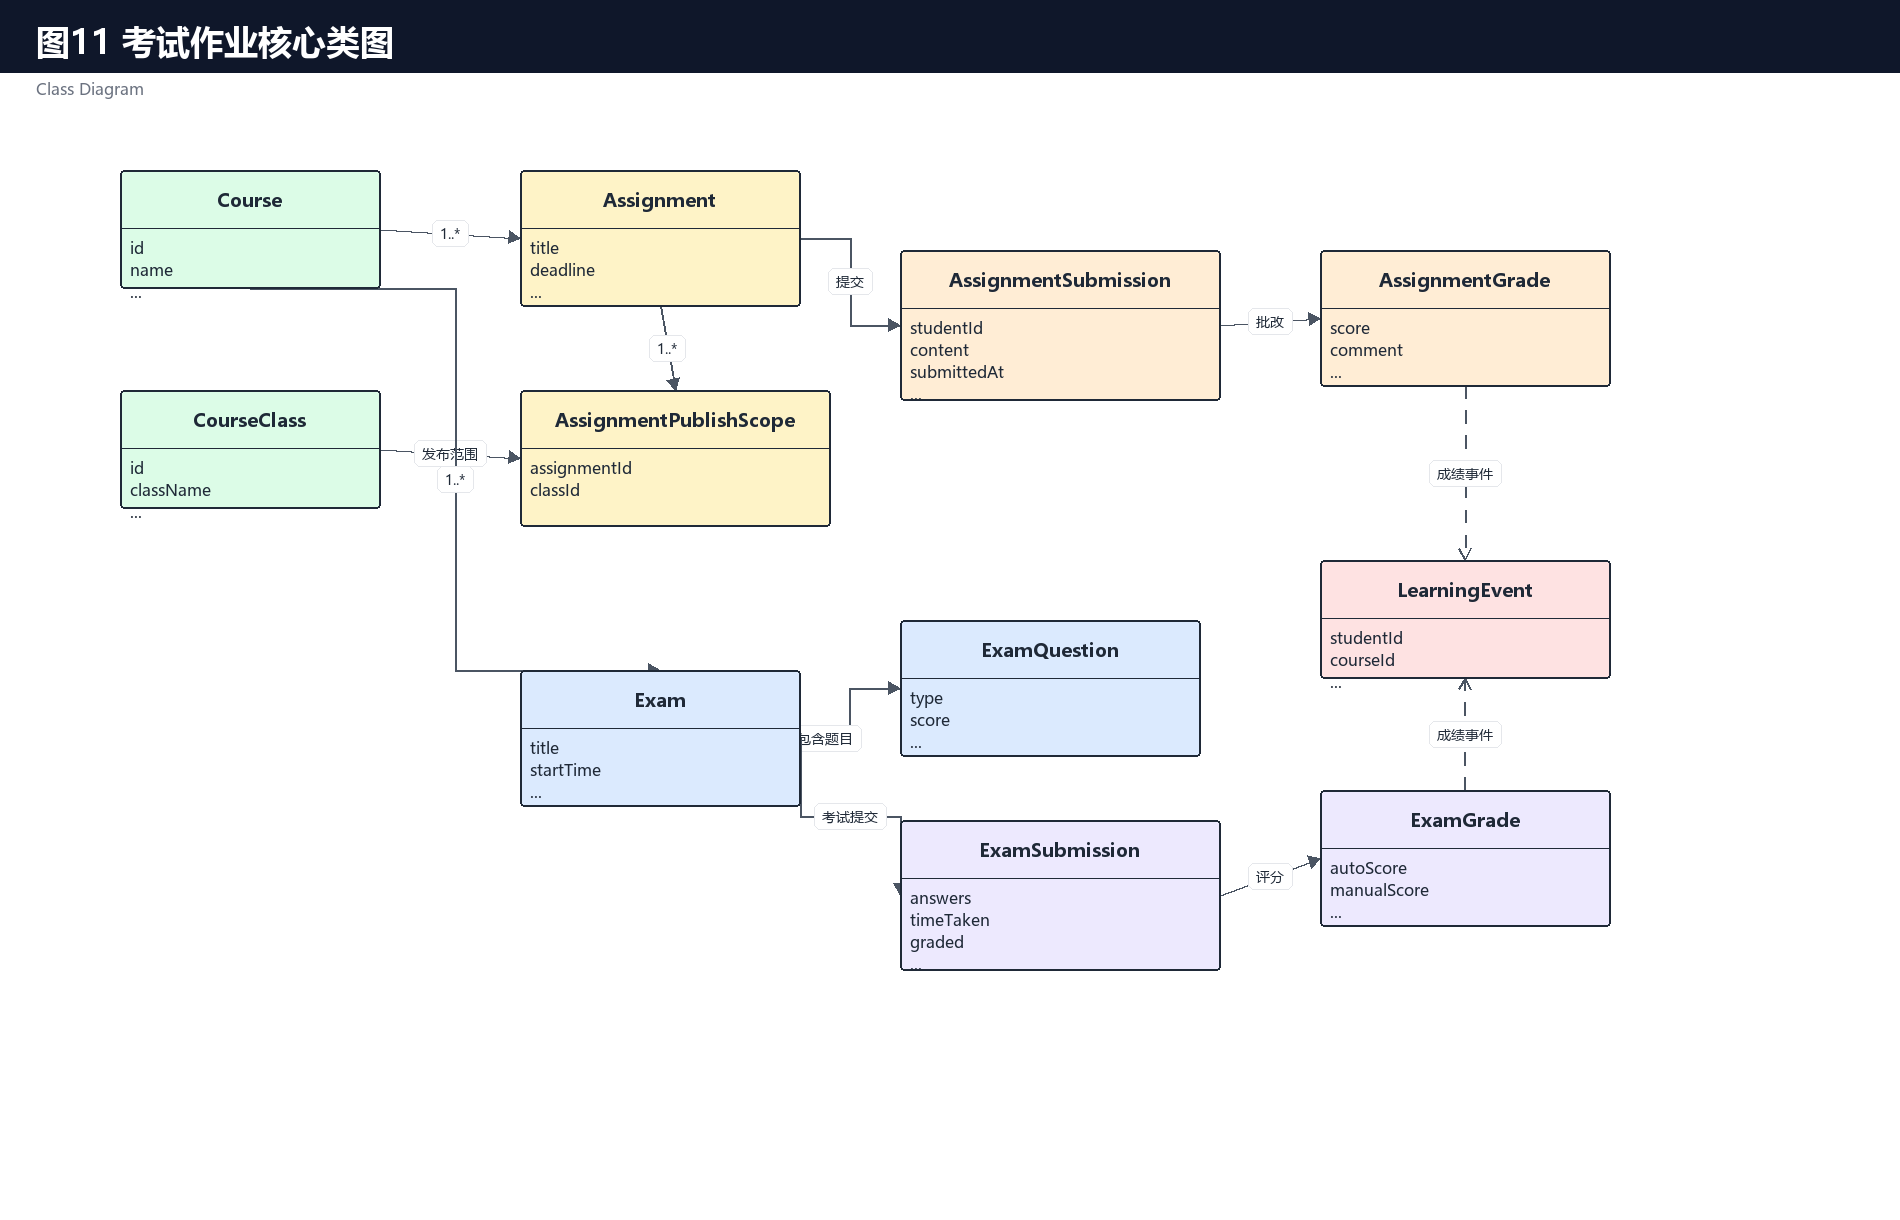 图11 考试作业核心类图
Class Diagram
Course
id
name
...
1..*
Assignment
title
deadline
...
提交
AssignmentSubmission
studentId
content
submittedAt
...
批改
AssignmentGrade
score
comment
...
1..*
CourseClass
id
className
...
发布范围
1..*
AssignmentPublishScope
assignmentId
classId
成绩事件
LearningEvent
studentId
courseId
...
Exam
title
startTime
...
包含题目
ExamQuestion
type
score
...
成绩事件
考试提交
ExamSubmission
answers
timeTaken
graded
...
评分
ExamGrade
autoScore
manualScore
...